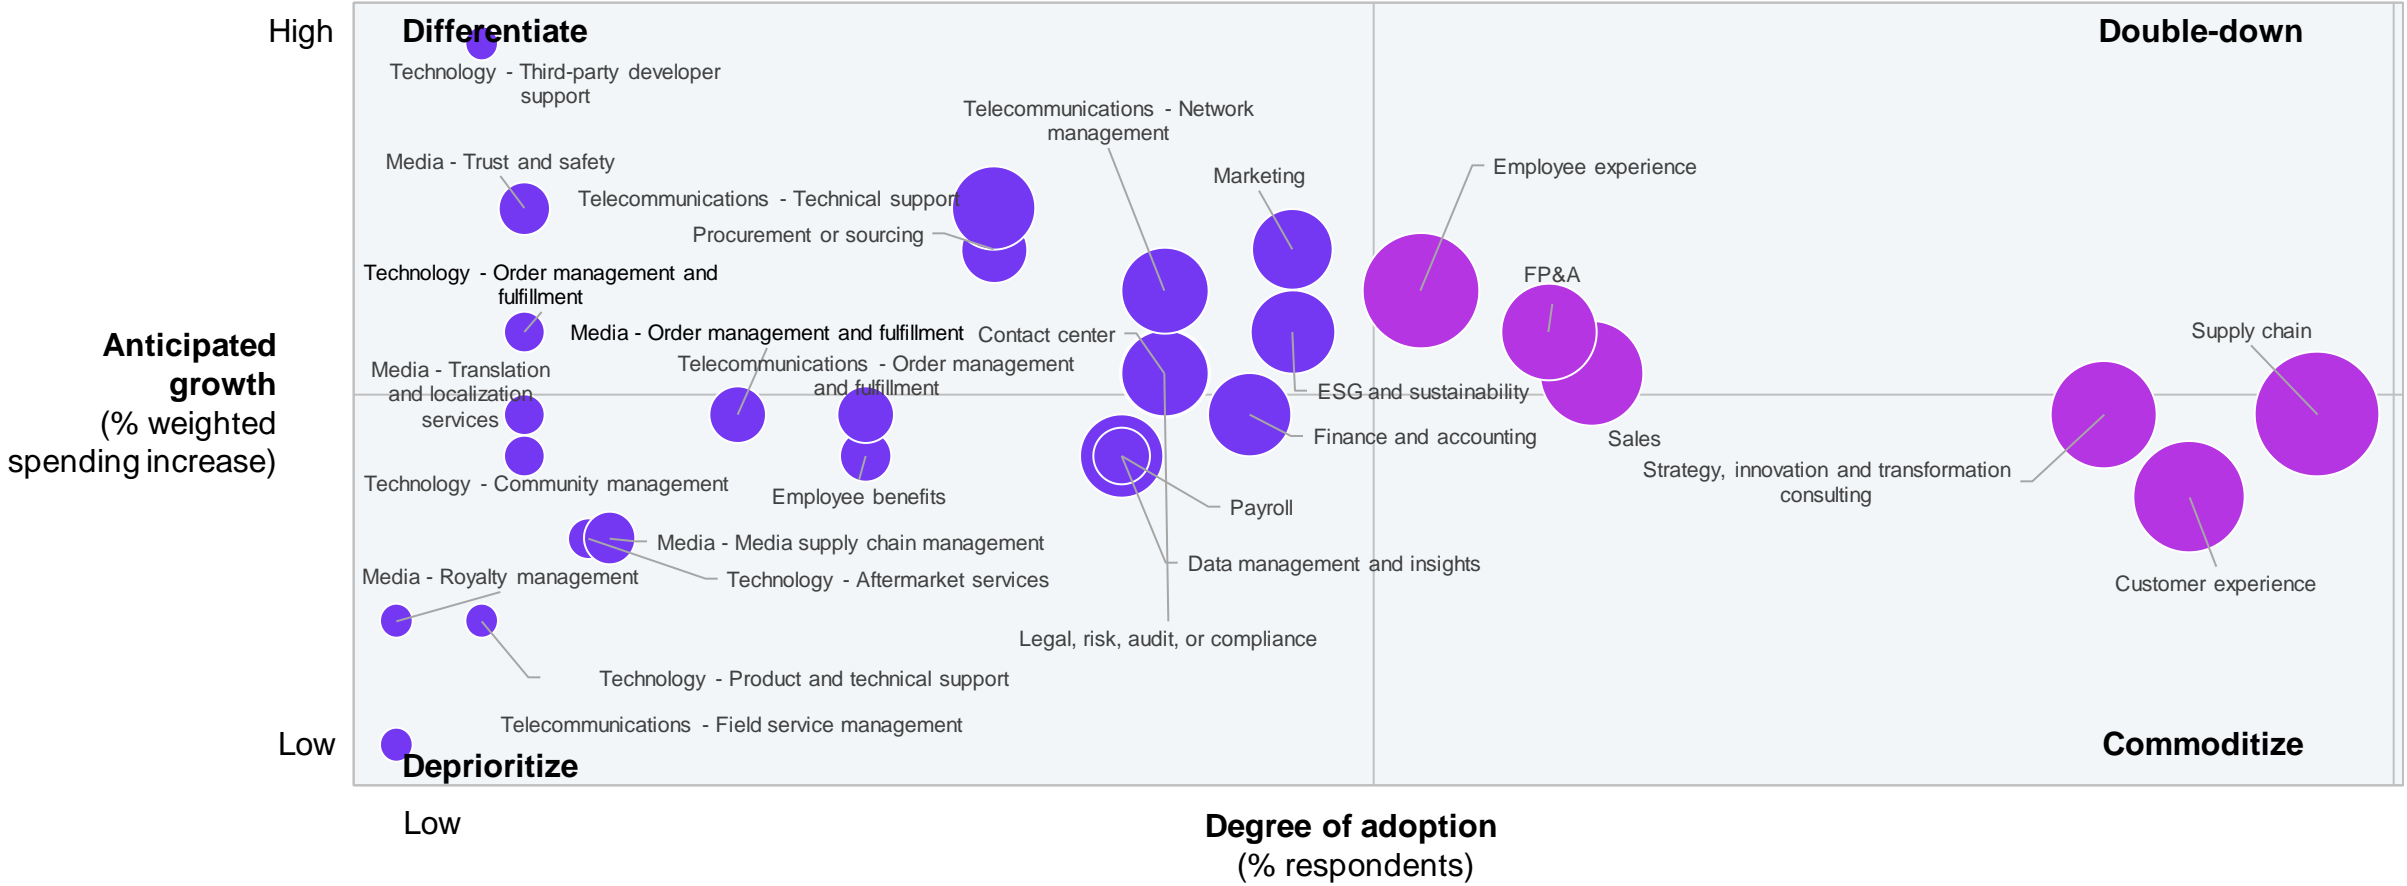 High
Differentiate
Double-down
Technology - Third-party developer
support
Telecommunications - Network
management
Media - Trust and safety
Marketing
Employee experience
Telecommunications - Technical support
Procurement or sourcing
Technology - Order management and
fulfillment
FP&A
Media - Order management and fulfillment
Contact center
Supply chain
Anticipated
growth
(% weighted
spending increase)
Media - Translation
and localization
services
Telecommunications - Order management
and fulfillment
ESG and sustainability
Finance and accounting
Sales
Strategy, innovation and transformation
consulting
Technology - Community management
Employee benefits
Payroll
Media - Media supply chain management
Data management and insights
Media - Royalty management
Technology - Aftermarket services
Customer experience
Legal, risk, audit, or compliance
Technology - Product and technical support
Telecommunications - Field service management
Low
Deprioritize
Commoditize
Low
Degree of adoption
(% respondents)